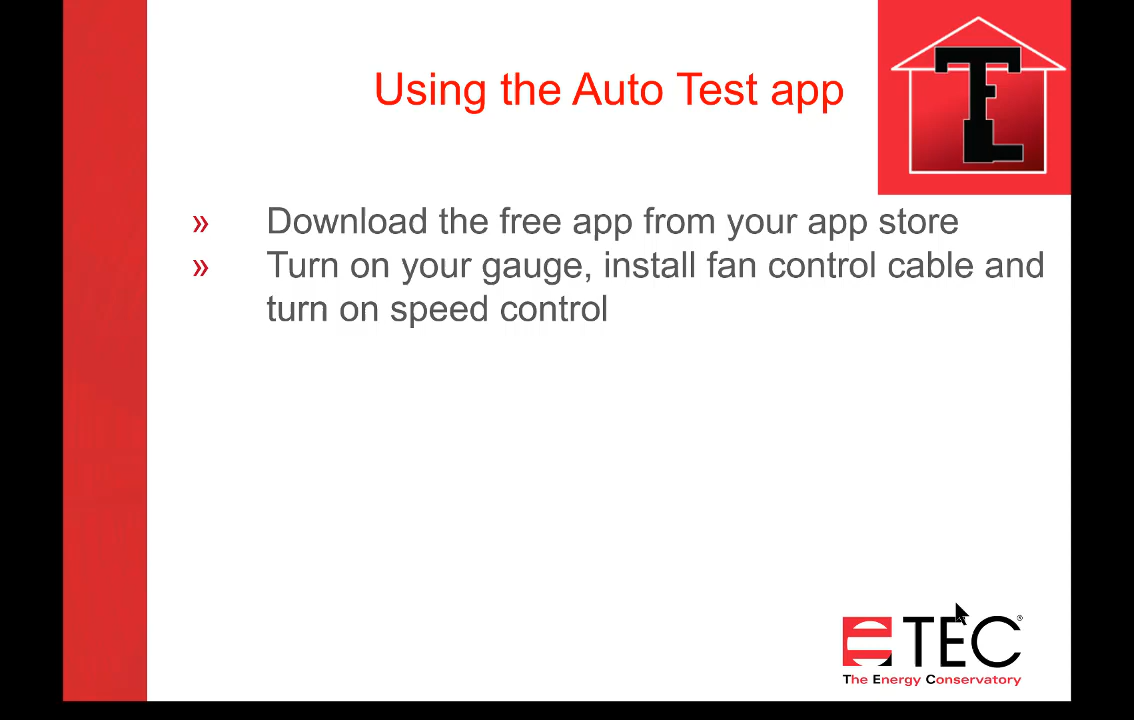 Using the Auto Test app
TEL
» Download the free app from your app store
» Turn on your gauge, install fan control cable and
turn on speed control
TEC®
The Energy Conservatory